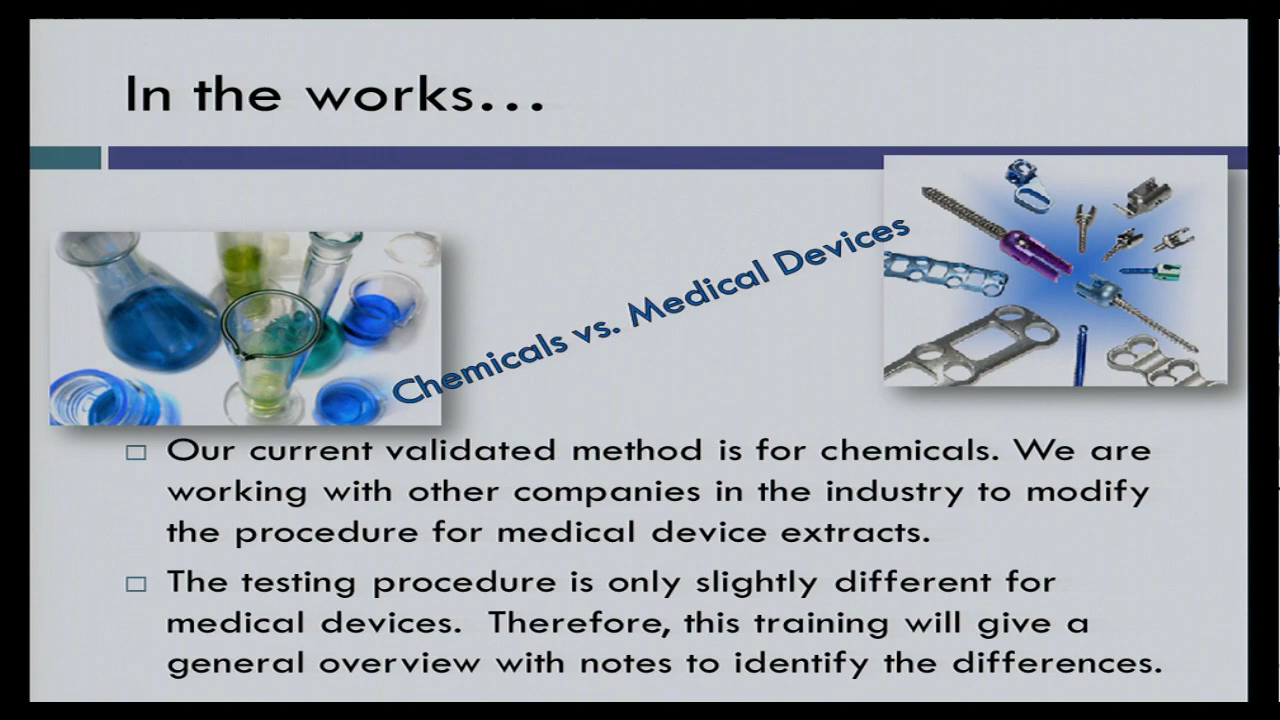 In the works...
Chemicals vs. Medical Devices
Our current validated method is for chemicals. We are
working with other companies in the industry to modify
the procedure for medical device extracts.
The testing procedure is only slightly different for
medical devices.  Therefore, this training will give a
general overview with notes to identify the differences.